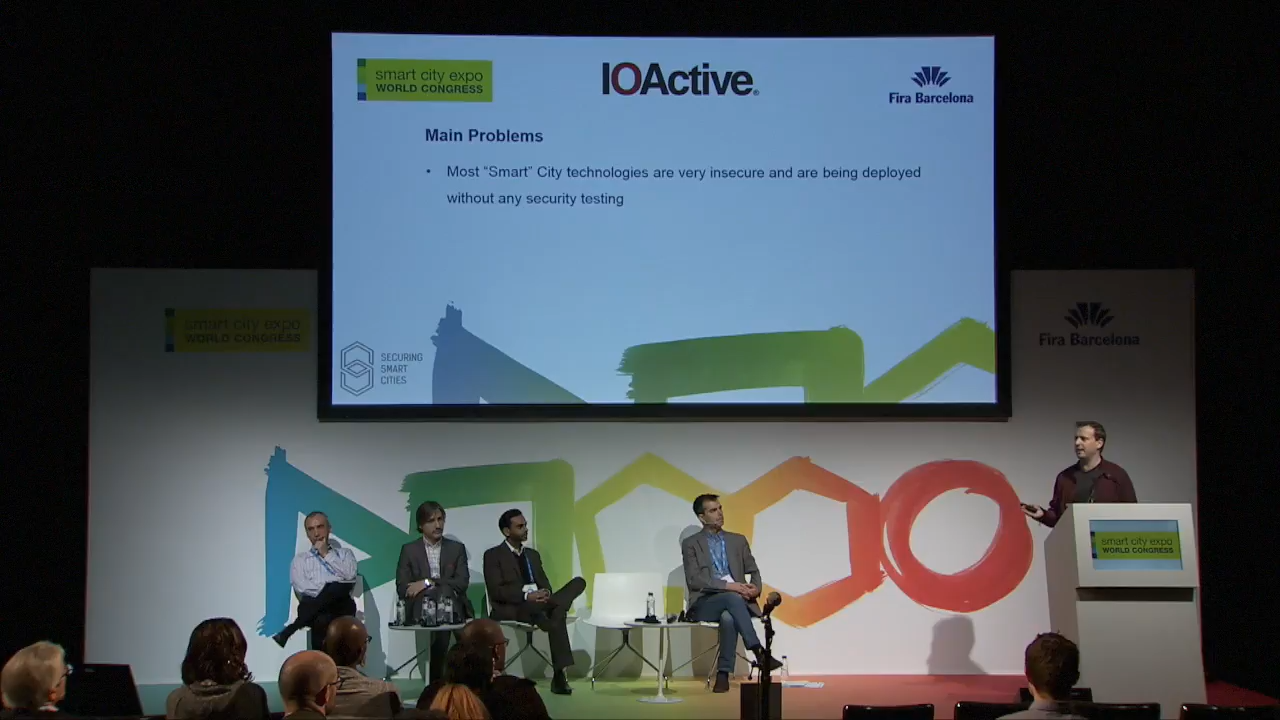 smart city expo
WORLD CONGRESS
IOActive®
Fira Barcelona
Main Problems
• Most “Smart” City technologies are very insecure and are being deployed
without any security testing
SECURING
SMART
CITIES
smart city expo
WORLD CONGRESS
Fira Barcelona
smart city expo
WORLD CONGRESS